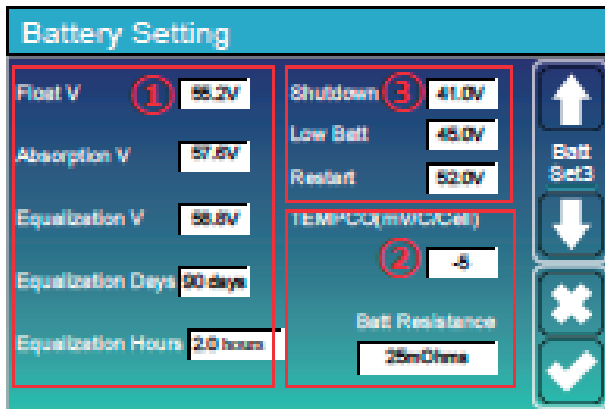 Battery Setting
Float V ① 55.2V
Absorption V 57.6V
Equalization V 58.8V
Equalization Days 90 days
Equalization Hours 2.0 hours
Shutdown ③ 41.0V
Low Batt 45.0V
Restart 52.0V
TEMPCO(mV/C/Cell)
② -5
Batt Resistance
25mOhms
Batt
Set3